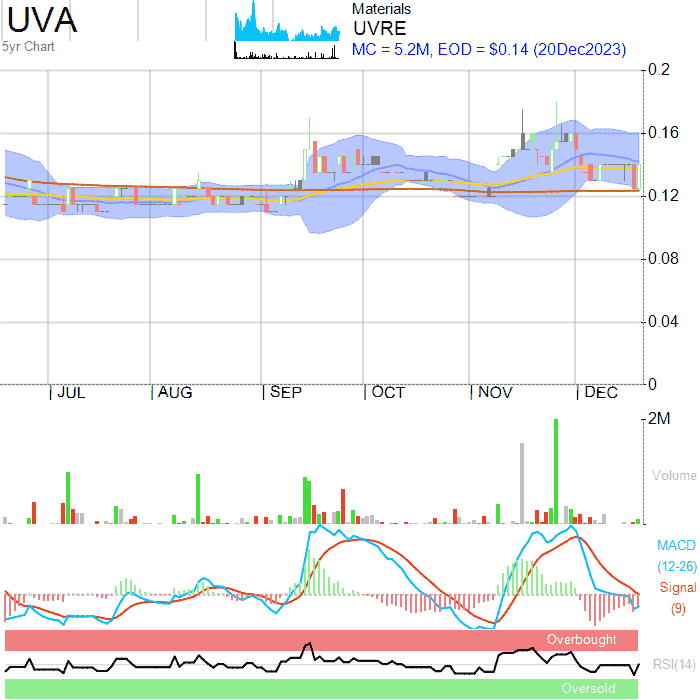 UVA
5yr Chart
Materials
UVRE
MC = 5.2M, EOD = $0.14 (20Dec2023)
0.2
0.16
0.12
0.08
0.04
0
JUL AUG SEP OCT NOV DEC
2M
Volume
MACD
(12-26)
Signal
(9)
Overbought
RSI(14)
Oversold